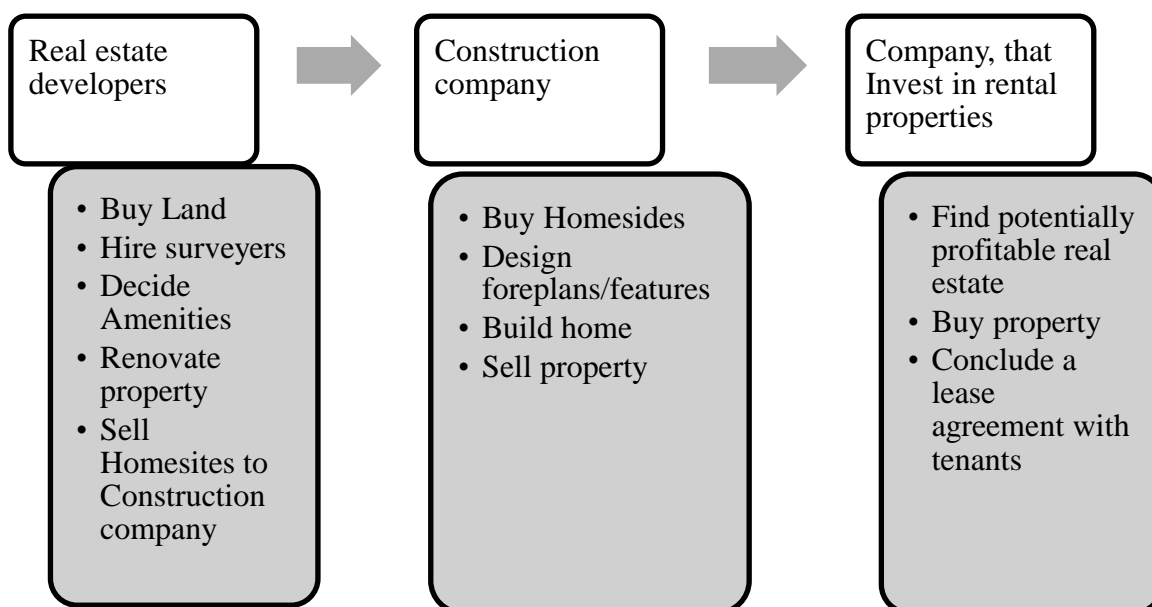 Real estate
developers
• Buy Land
• Hire surveyers
• Decide
Amenities
• Renovate
property
• Sell
Homesites to
Construction
company
Construction
company
• Buy Homesides
• Design
foreplans/features
• Build home
• Sell property
Company, that
Invest in rental
properties
• Find potentially
profitable real
estate
• Buy property
• Conclude a
lease
agreement with
tenants